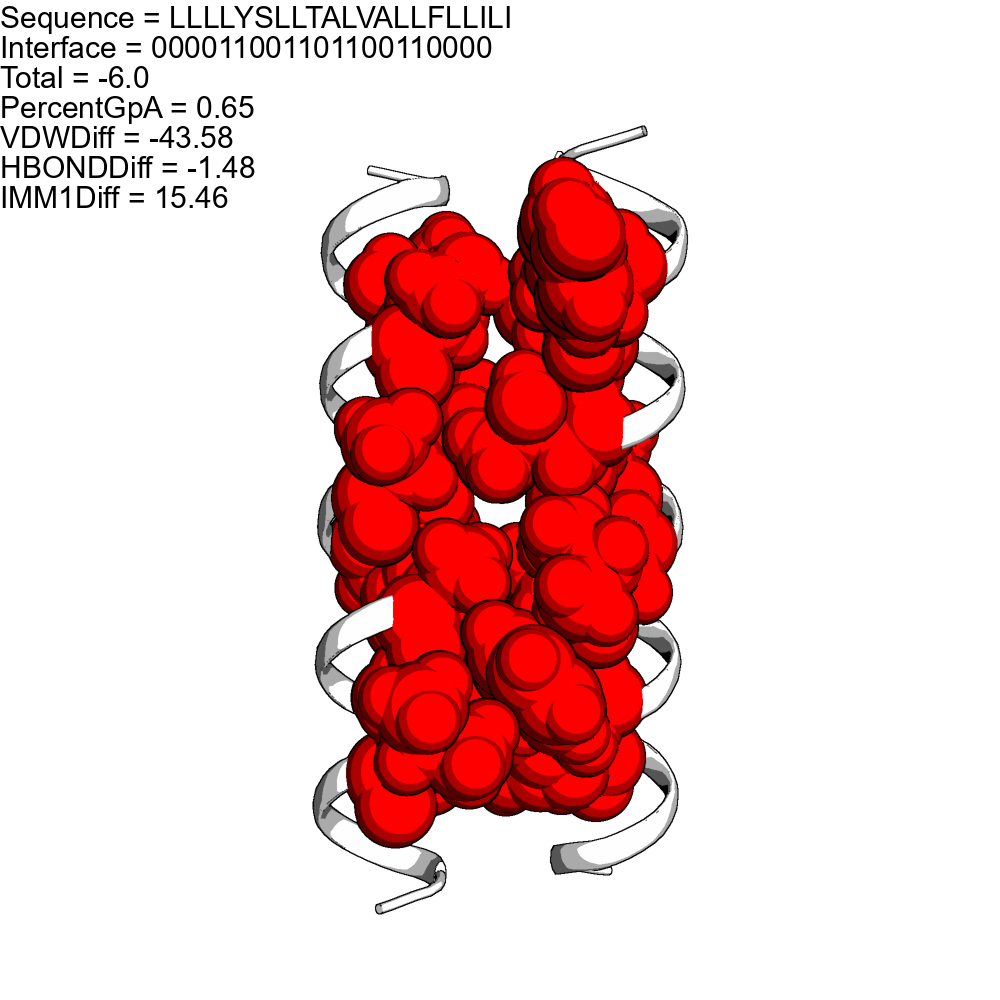 Sequence = LLLLYSLLTALVALLFLLILI
Interface = 000011001101100110000
Total = -6.0
PercentGpA = 0.65
VDWDiff = -43.58
HBONDDiff = -1.48
IMM1Diff = 15.46